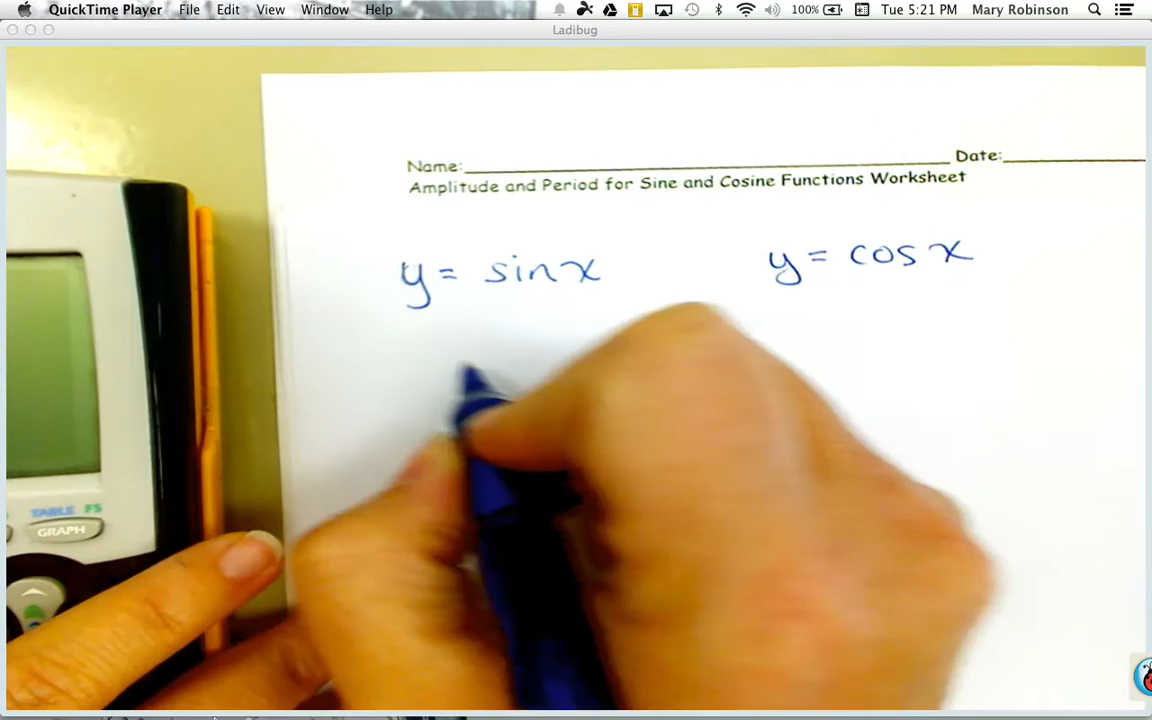 QuickTime Player File Edit View Window Help 100% Tue 5:21 PM Mary Robinson
Ladibug
Name: Date:
Amplitude and Period for Sine and Cosine Functions Worksheet
y = sin x y = cos x
TABLE F5
GRAPH